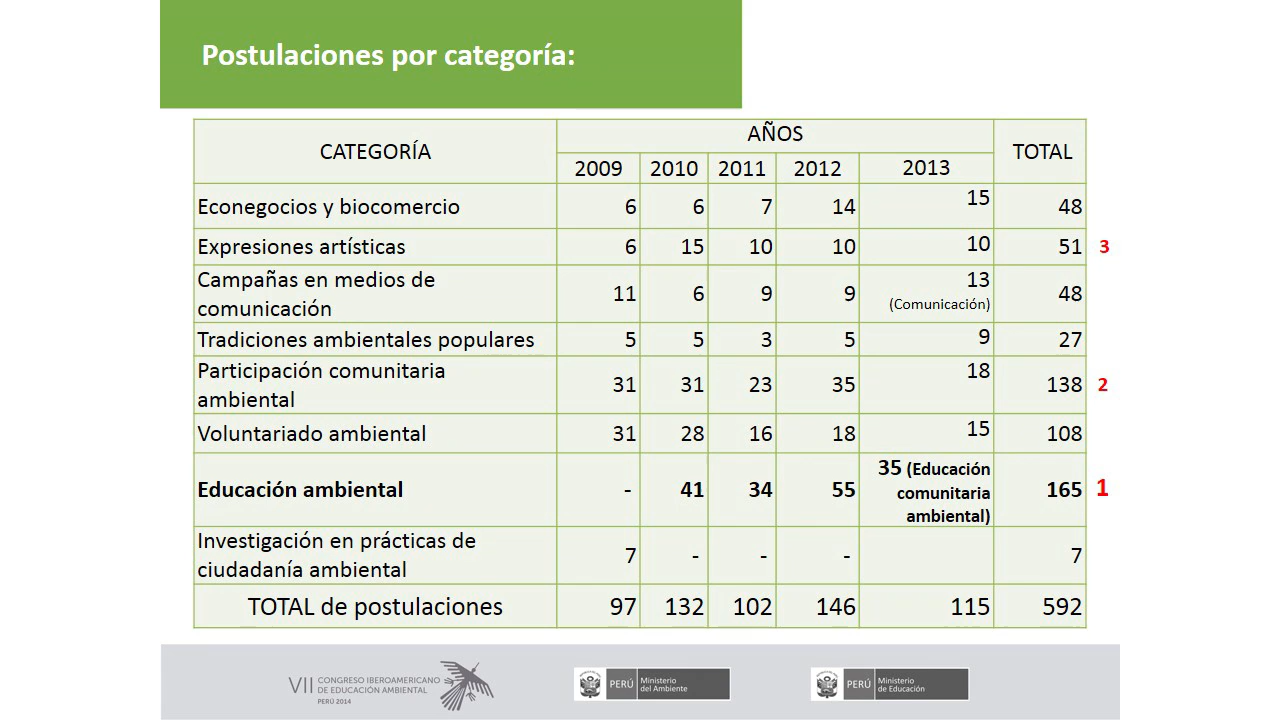 Postulaciones por categoría:
CATEGORÍA
AÑOS
TOTAL
2009 2010 2011 2012 2013
Econegocios y biocomercio 6 6 7 14 15 48
Expresiones artísticas 6 15 10 10 10 51 3
Campañas en medios de
comunicación 11 6 9 9 13
(Comunicación) 48
Tradiciones ambientales populares 5 5 3 5 9 27
Participación comunitaria
ambiental 31 31 23 35 18 138 2
Voluntariado ambiental 31 28 16 18 15 108
Educación ambiental - 41 34 55 35 (Educación
comunitaria
ambiental) 165 1
Investigación en prácticas de
ciudadanía ambiental 7 - - - 7
TOTAL de postulaciones 97 132 102 146 115 592
VII CONGRESO IBEROAMERICANO
DE EDUCACIÓN AMBIENTAL
PERÚ 2014
PERÚ Ministerio
del Ambiente
PERÚ Ministerio
de Educación